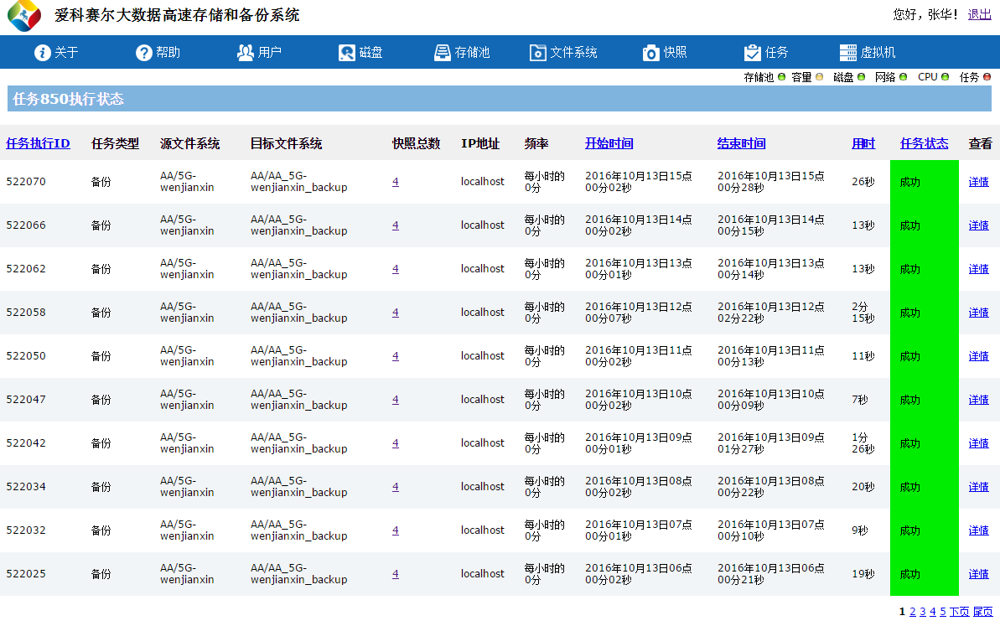 爱科赛尔大数据高速存储和备份系统
您好，张华！ 退出
关于 帮助 用户 磁盘 存储池 文件系统 快照 任务 虚拟机
存储池 容量 磁盘 网络 CPU 任务
任务850执行状态
任务执行ID 任务类型 源文件系统 目标文件系统 快照总数 IP地址 频率 开始时间 结束时间 用时 任务状态 查看
522070 备份 AA/5G-wenjianxin AA/AA_5G-wenjianxin_backup 4 localhost 每小时的0分 2016年10月13日15点00分02秒 2016年10月13日15点00分28秒 26秒 成功 详情
522066 备份 AA/5G-wenjianxin AA/AA_5G-wenjianxin_backup 4 localhost 每小时的0分 2016年10月13日14点00分02秒 2016年10月13日14点00分15秒 13秒 成功 详情
522062 备份 AA/5G-wenjianxin AA/AA_5G-wenjianxin_backup 4 localhost 每小时的0分 2016年10月13日13点00分01秒 2016年10月13日13点00分14秒 13秒 成功 详情
522058 备份 AA/5G-wenjianxin AA/AA_5G-wenjianxin_backup 4 localhost 每小时的0分 2016年10月13日12点00分07秒 2016年10月13日12点02分22秒 2分15秒 成功 详情
522050 备份 AA/5G-wenjianxin AA/AA_5G-wenjianxin_backup 4 localhost 每小时的0分 2016年10月13日11点00分02秒 2016年10月13日11点00分13秒 11秒 成功 详情
522047 备份 AA/5G-wenjianxin AA/AA_5G-wenjianxin_backup 4 localhost 每小时的0分 2016年10月13日10点00分02秒 2016年10月13日10点00分09秒 7秒 成功 详情
522042 备份 AA/5G-wenjianxin AA/AA_5G-wenjianxin_backup 4 localhost 每小时的0分 2016年10月13日09点00分01秒 2016年10月13日09点01分27秒 1分26秒 成功 详情
522034 备份 AA/5G-wenjianxin AA/AA_5G-wenjianxin_backup 4 localhost 每小时的0分 2016年10月13日08点00分02秒 2016年10月13日08点00分22秒 20秒 成功 详情
522032 备份 AA/5G-wenjianxin AA/AA_5G-wenjianxin_backup 4 localhost 每小时的0分 2016年10月13日07点00分01秒 2016年10月13日07点00分10秒 9秒 成功 详情
522025 备份 AA/5G-wenjianxin AA/AA_5G-wenjianxin_backup 4 localhost 每小时的0分 2016年10月13日06点00分02秒 2016年10月13日06点00分21秒 19秒 成功 详情
1 2 3 4 5 下页 尾页